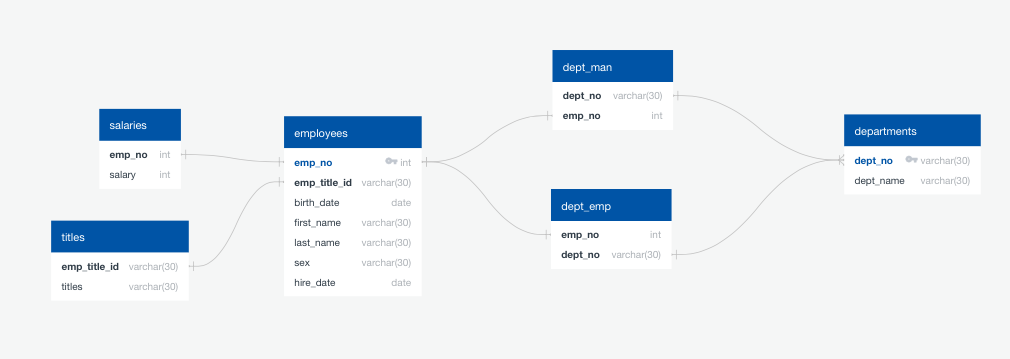 salaries
emp_no int
salary int
titles
emp_title_id varchar(30)
titles varchar(30)
employees
emp_no int
emp_title_id varchar(30)
birth_date date
first_name varchar(30)
last_name varchar(30)
sex varchar(30)
hire_date date
dept_man
dept_no varchar(30)
emp_no int
dept_emp
emp_no int
dept_no varchar(30)
departments
dept_no varchar(30)
dept_name varchar(30)